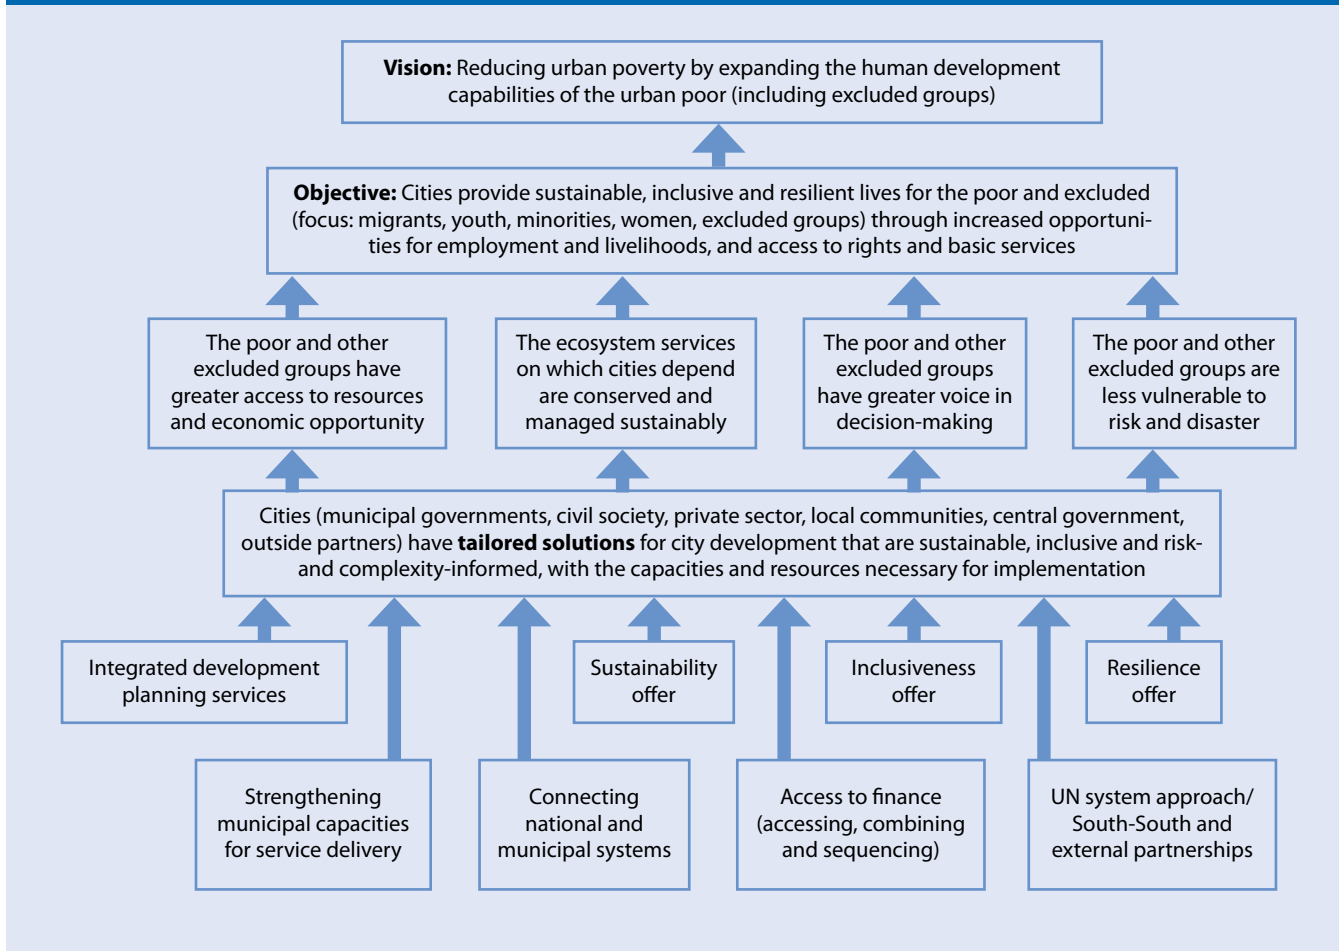 Vision: Reducing urban poverty by expanding the human development
capabilities of the urban poor (including excluded groups)
Objective: Cities provide sustainable, inclusive and resilient lives for the poor and excluded
(focus: migrants, youth, minorities, women, excluded groups) through increased opportuni-
ties for employment and livelihoods, and access to rights and basic services
The poor and other
excluded groups have
greater access to resources
and economic opportunity
The ecosystem services
on which cities depend
are conserved and
managed sustainably
The poor and other
excluded groups
have greater voice in
decision-making
The poor and other
excluded groups are
less vulnerable to
risk and disaster
Cities (municipal governments, civil society, private sector, local communities, central government,
outside partners) have tailored solutions for city development that are sustainable, inclusive and risk-
and complexity-informed, with the capacities and resources necessary for implementation
Integrated development
planning services
Sustainability
offer
Inclusiveness
offer
Resilience
offer
Strengthening
municipal capacities
for service delivery
Connecting
national and
municipal systems
Access to finance
(accessing, combining
and sequencing)
UN system approach/
South-South and
external partnerships